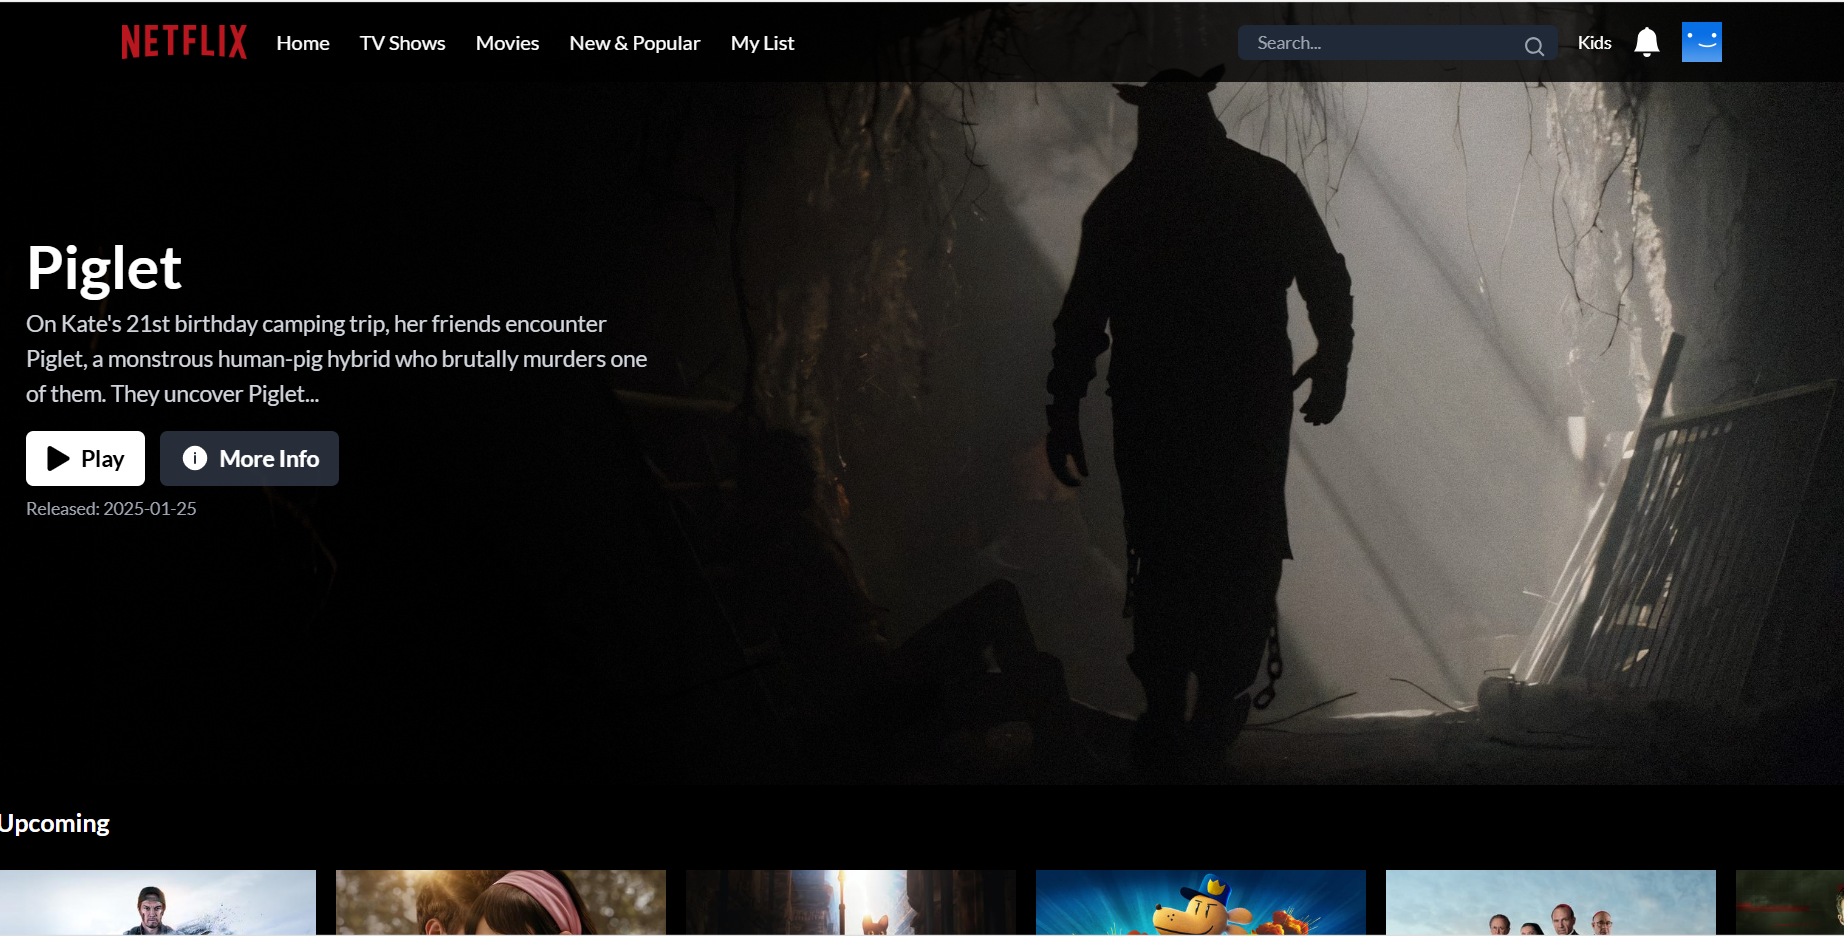 NETFLIX Home TV Shows Movies New & Popular My List Search... Kids
Piglet
On Kate's 21st birthday camping trip, her friends encounter
Piglet, a monstrous human-pig hybrid who brutally murders one
of them. They uncover Piglet...
Play More Info
Released: 2025-01-25
Upcoming